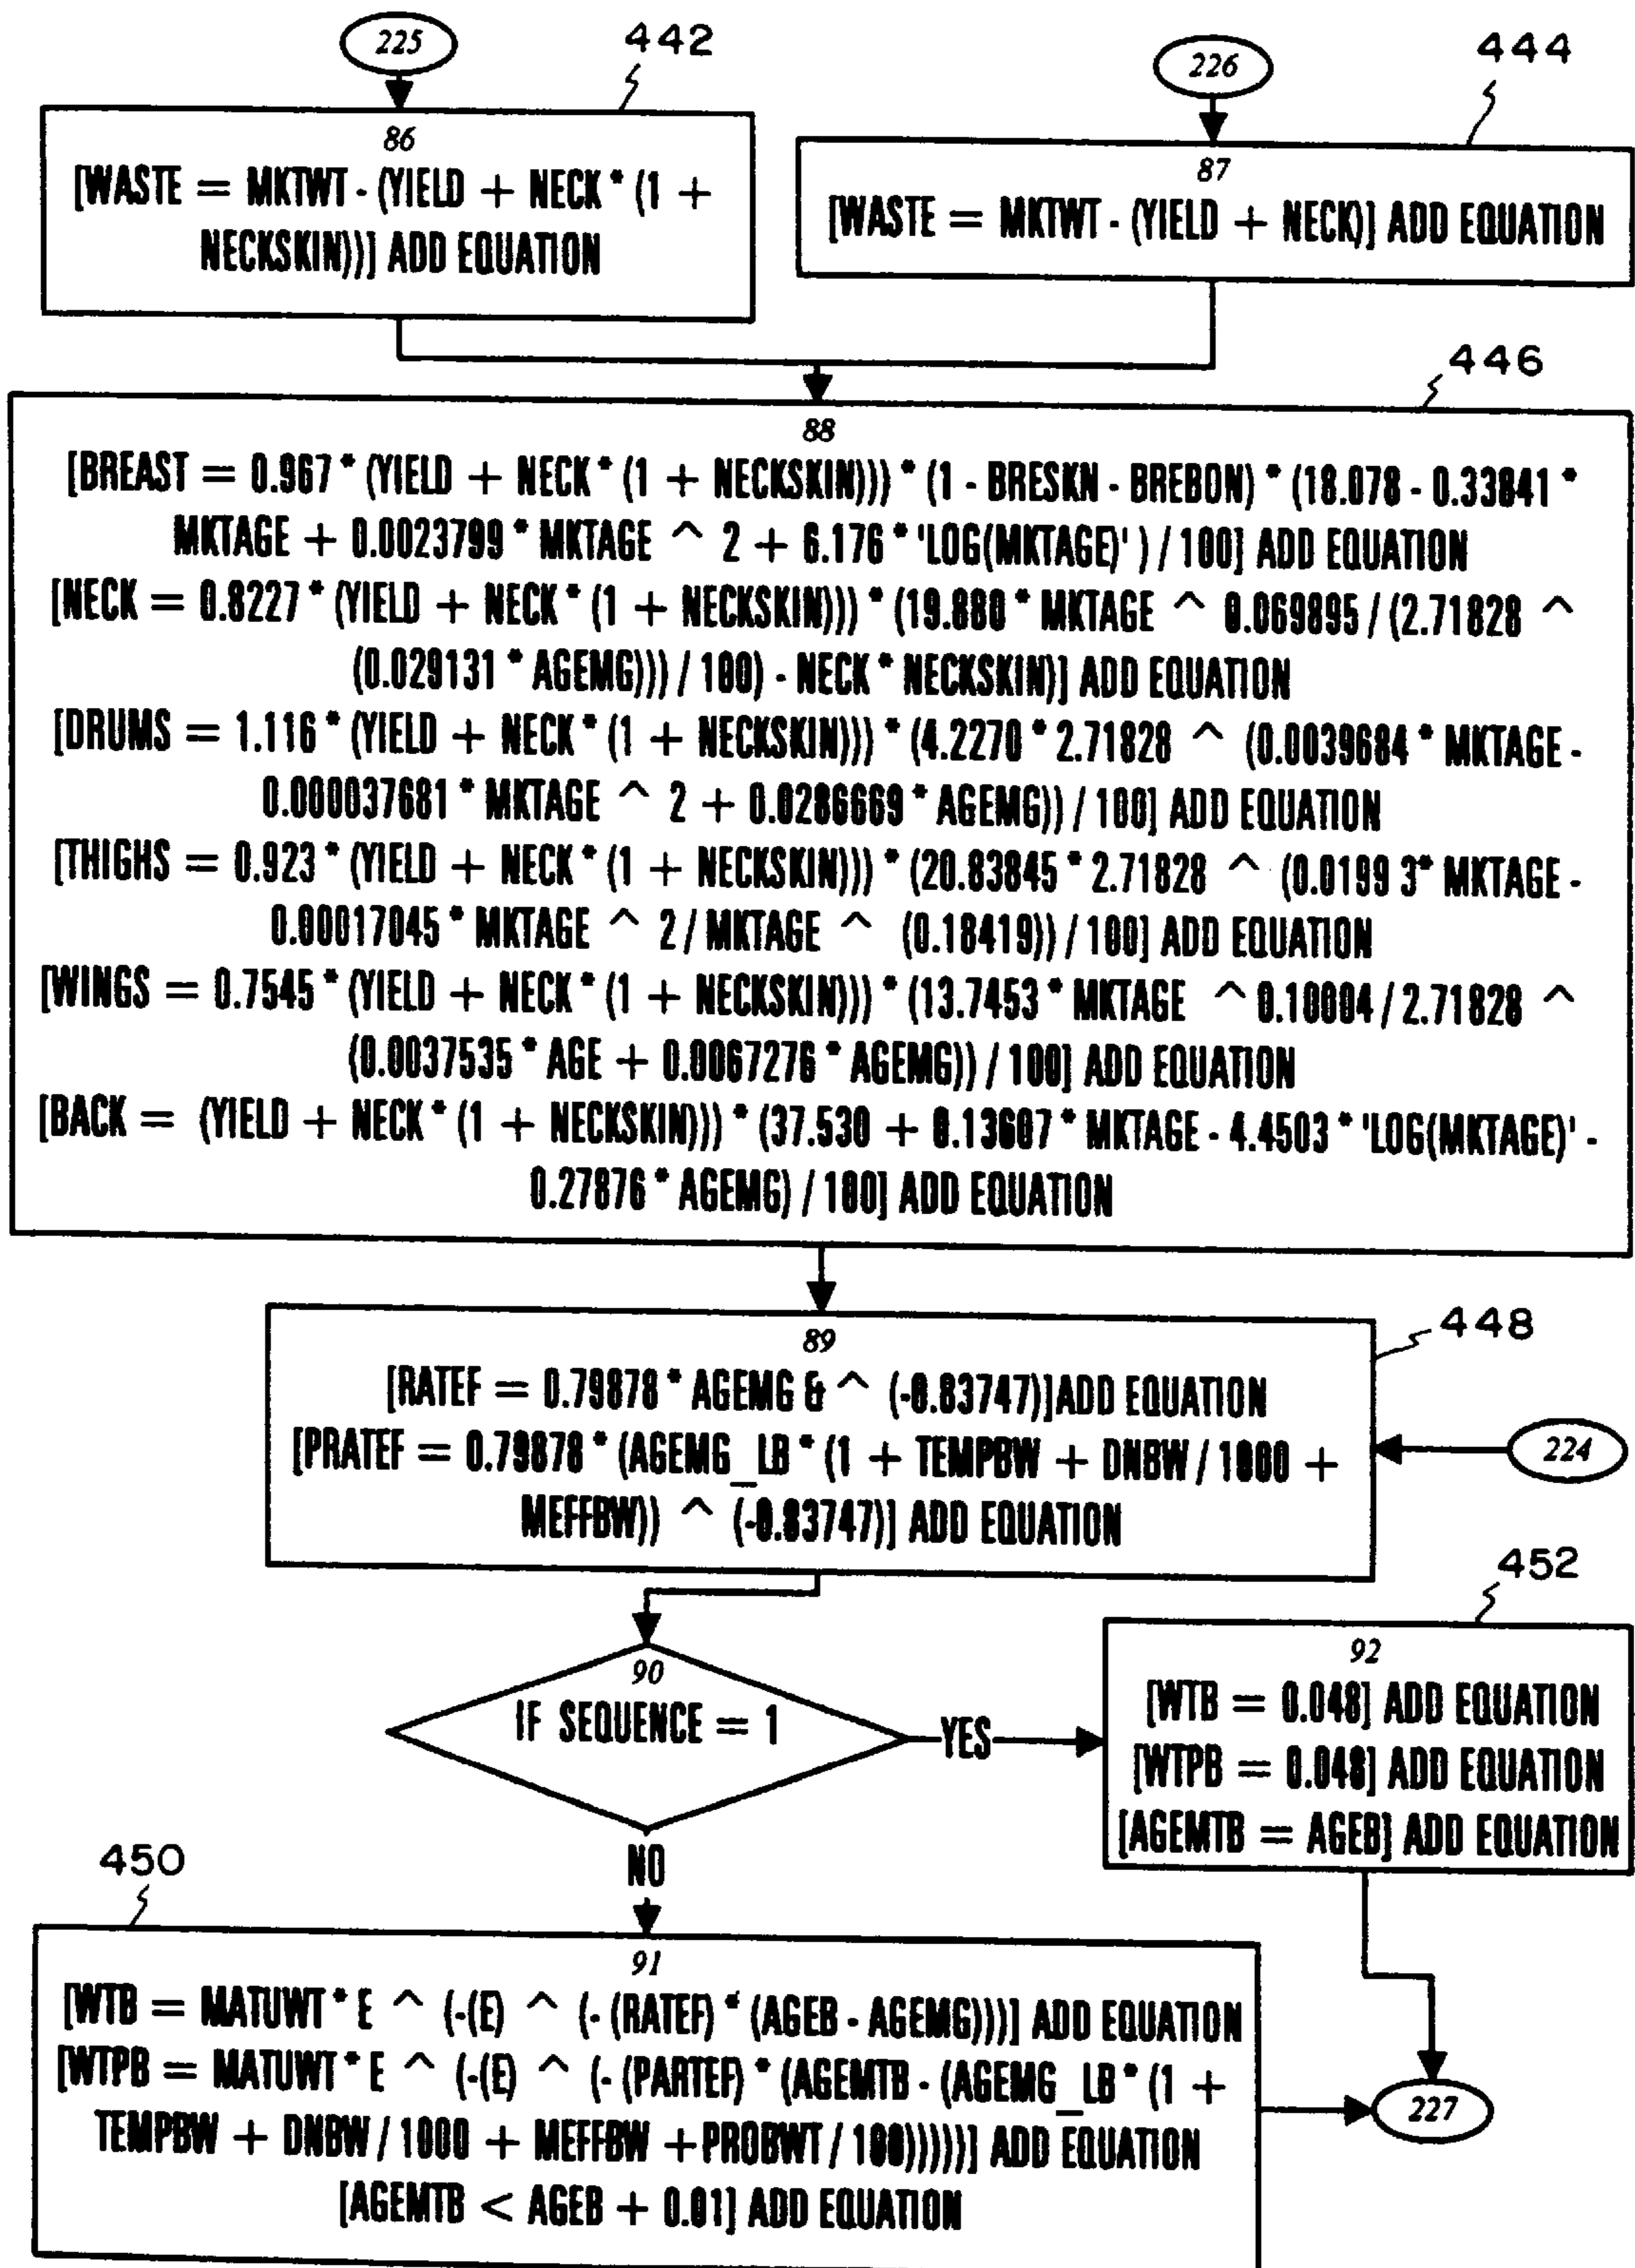 225
442
226
444
86
[WASTE = MKTWT - (YIELD + NECK * (1 +
NECKSKIN))] ADD EQUATION
87
[WASTE = MKTWT - (YIELD + NECK)] ADD EQUATION
446
88
[BREAST = 0.967 * (YIELD + NECK * (1 + NECKSKIN))) * (1 - BRESKN - BREBON) * (18.078 - 0.33841 *
MKTAGE + 0.0023799 * MKTAGE ^ 2 + 6.176 * 'LOG(MKTAGE)' ) / 100] ADD EQUATION
[NECK = 0.8227 * (YIELD + NECK * (1 + NECKSKIN))) * (19.880 * MKTAGE ^ 0.069895 / (2.71828 ^
(0.029131 * AGEMG))) / 100) - NECK * NECKSKIN)] ADD EQUATION
[DRUMS = 1.116 * (YIELD + NECK * (1 + NECKSKIN))) * (4.2270 * 2.71828 ^ (0.0039684 * MKTAGE -
0.000037681 * MKTAGE ^ 2 + 0.0286669 * AGEMG)) / 100] ADD EQUATION
[THIGHS = 0.923 * (YIELD + NECK * (1 + NECKSKIN))) * (20.83845 * 2.71828 ^ (0.0199 3* MKTAGE -
0.00017045 * MKTAGE ^ 2 / MKTAGE ^ (0.18419)) / 100] ADD EQUATION
[WINGS = 0.7545 * (YIELD + NECK * (1 + NECKSKIN))) * (13.7453 * MKTAGE ^ 0.10004 / 2.71828 ^
(0.0037535 * AGE + 0.0067276 * AGEMG)) / 100] ADD EQUATION
[BACK = (YIELD + NECK * (1 + NECKSKIN))) * (37.530 + 0.13607 * MKTAGE - 4.4503 * 'LOG(MKTAGE)' -
0.27876 * AGEMG) / 100] ADD EQUATION
448
89
[RATEF = 0.79878 * AGEMG & ^ (-0.83747)]ADD EQUATION
[PRATEF = 0.79878 * (AGEMG_LB * (1 + TEMPBW + DNBW / 1000 +
MEFFBW)) ^ (-0.83747)] ADD EQUATION
224
452
90
IF SEQUENCE = 1
YES
92
[WTB = 0.048] ADD EQUATION
[WTPB = 0.048] ADD EQUATION
[AGEMTB = AGEB] ADD EQUATION
NO
450
91
[WTB = MATUWT * E ^ (-(E) ^ (- (RATEF) * (AGEB - AGEMG)))] ADD EQUATION
[WTPB = MATUWT * E ^ (-(E) ^ (- (PARTEF) * (AGEMTB - (AGEMG_LB * (1 +
TEMPBW + DNBW / 1000 + MEFFBW +PROBWT / 100)))))] ADD EQUATION
[AGEMTB < AGEB + 0.01] ADD EQUATION
227